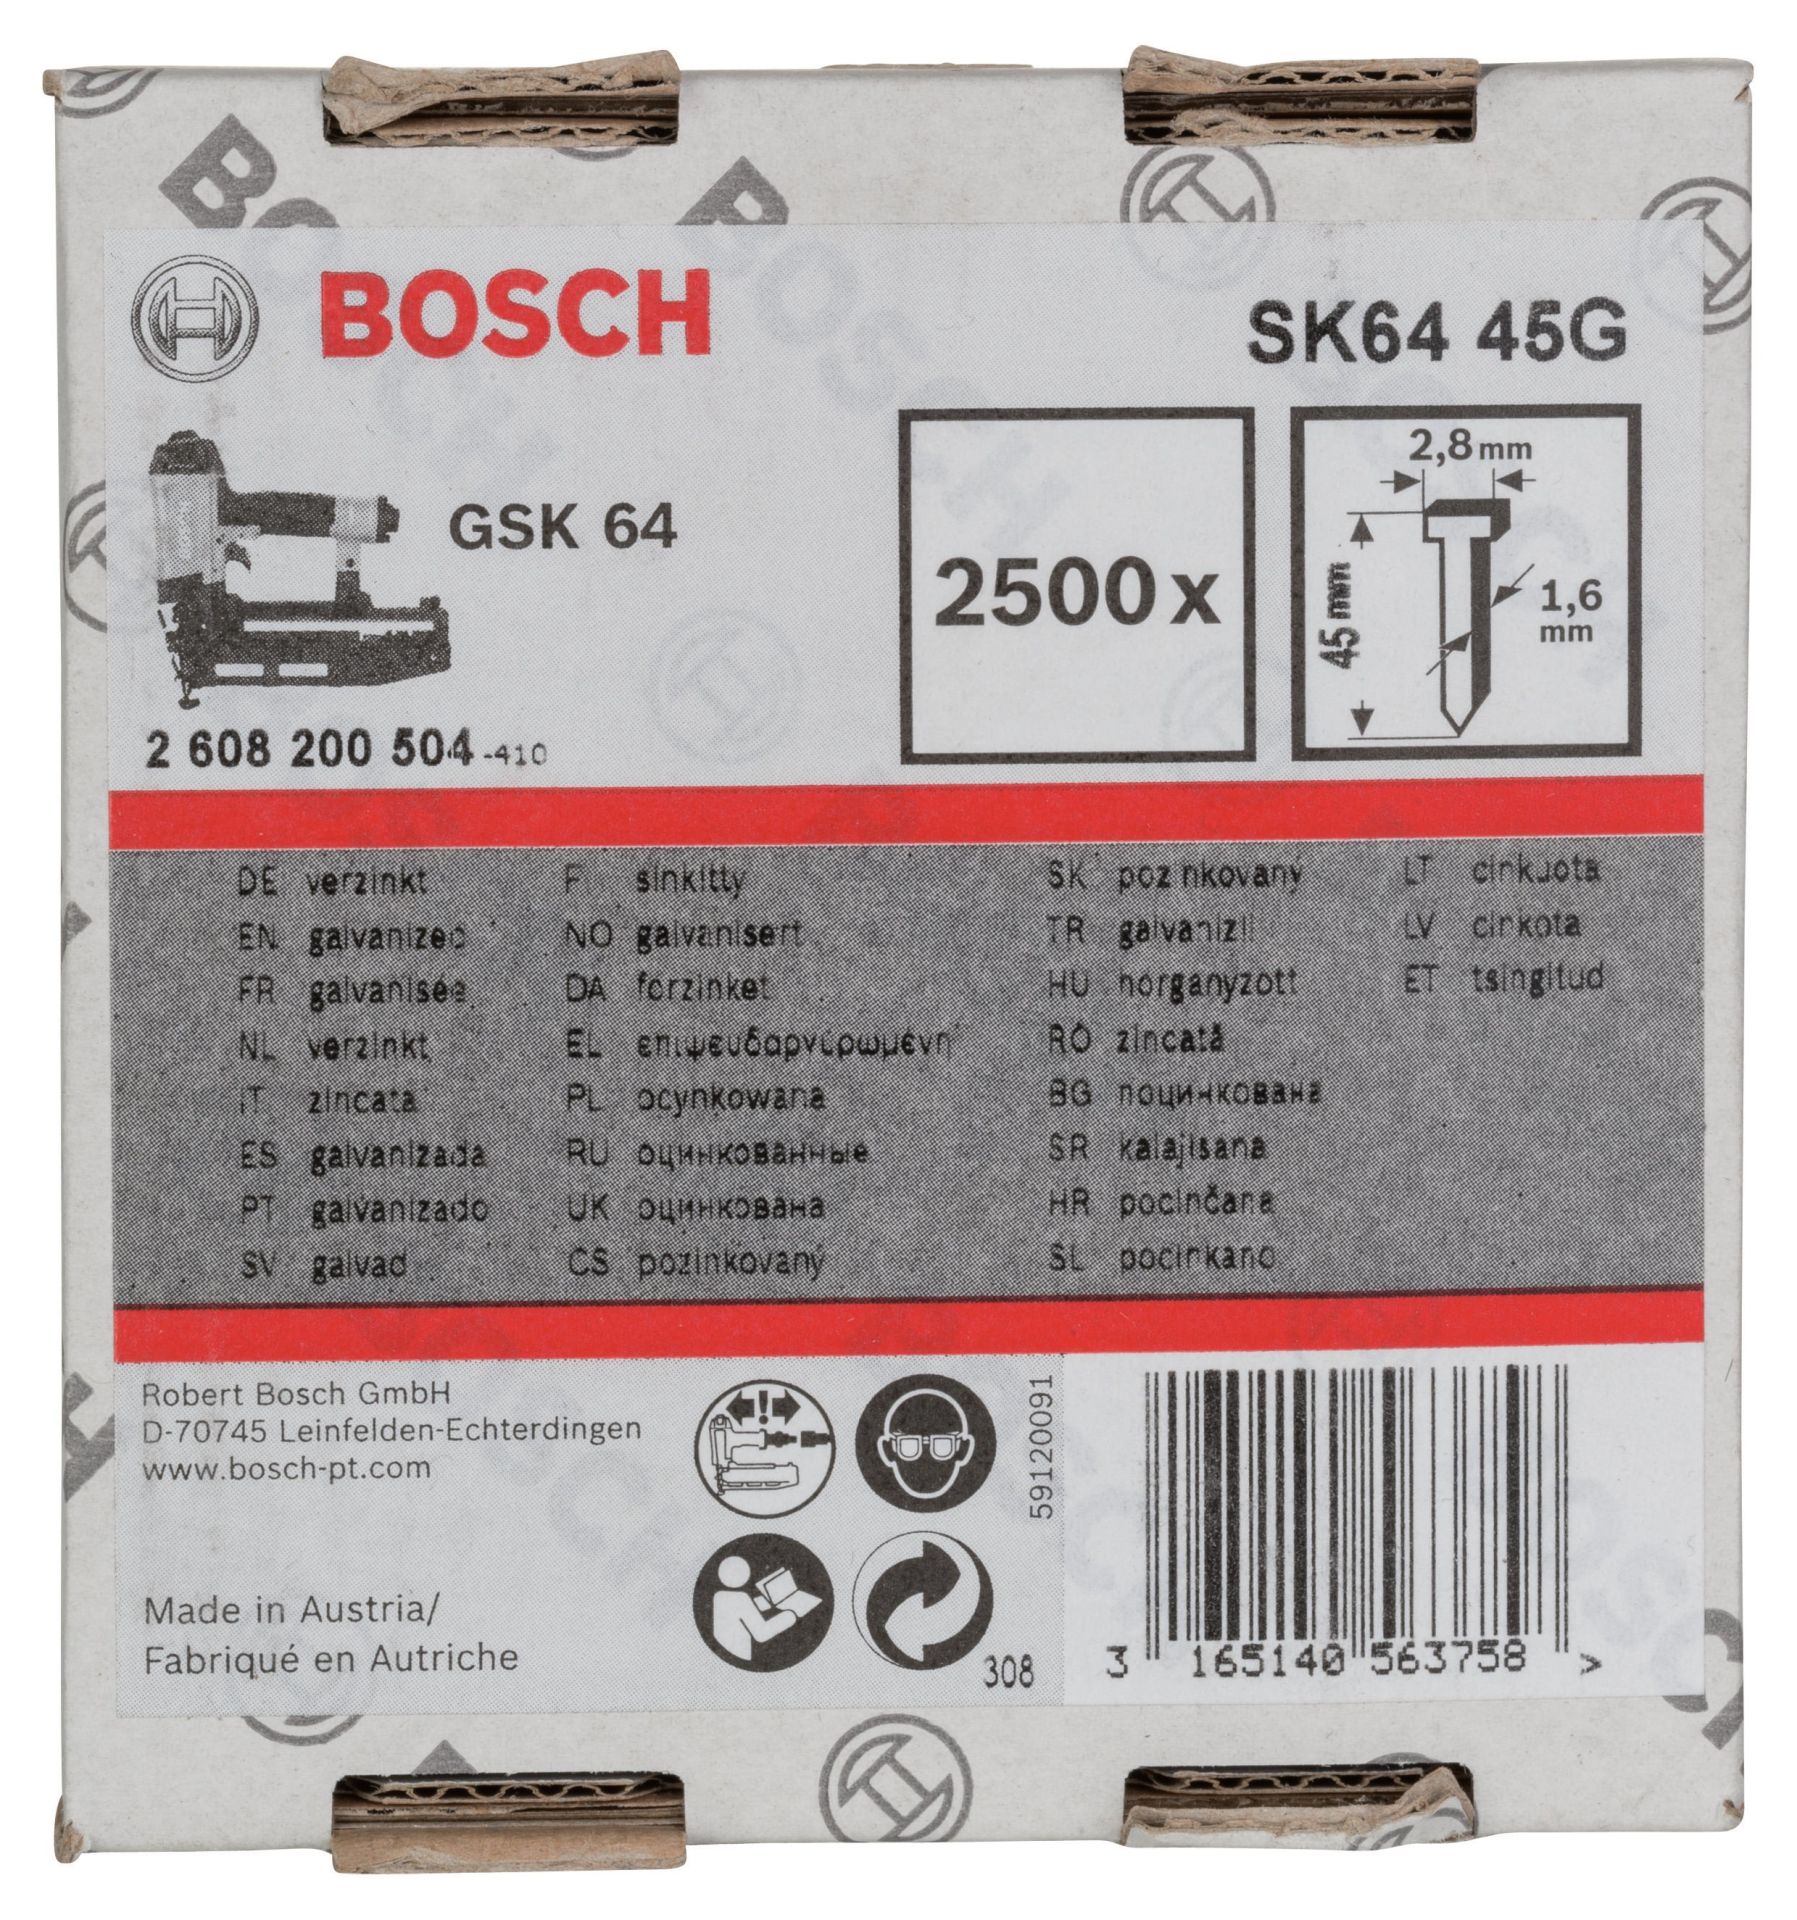 BOSCH
SK64 45G
GSK 64
2500 x
2,8 mm
45 mm
1,6
mm
2 608 200 504 -410
DE verzinkt
EN galvanized
FR galvanisée
NL verzinkt
IT zincata
ES galvanizada
PT galvanizado
SV galvad
F sinkitty
NO galvanisert
DA forzinket
EL επιψευδαργυρωμένη
PL ocynkowana
RU оцинкованные
UK оцинкована
CS pozinkovaný
SK pozinkovaný
TR galvanizli
HU horganyzott
RO zincată
BG поцинкована
SR kalajisana
HR pocinčana
SL pocinkano
LT cinkuota
LV cinkota
ET tsingitud
Robert Bosch GmbH
D-70745 Leinfelden-Echterdingen
www.bosch-pt.com
Made in Austria/
Fabriqué en Autriche
59120091
308
3 165140 563758 >